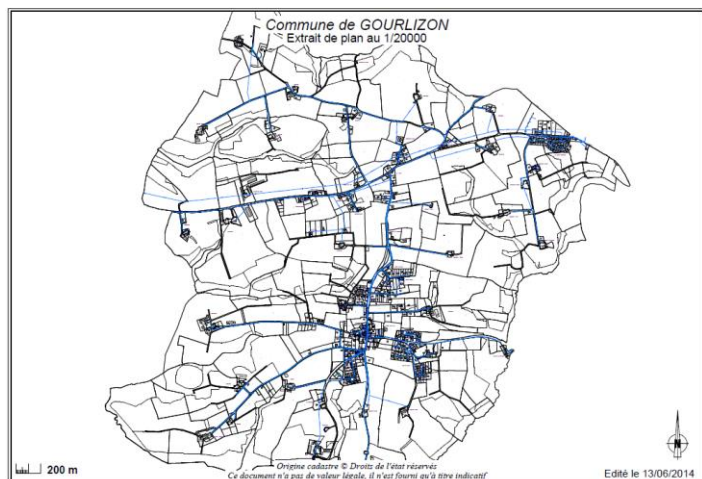 Commune de GOURLIZON
Extrait de plan au 1/20000
200 m
Origine cadastre © Droits de l'état réservés
Ce document n'a pas de valeur légale, il n'est fourni qu'à titre indicatif
Edité le 13/06/2014